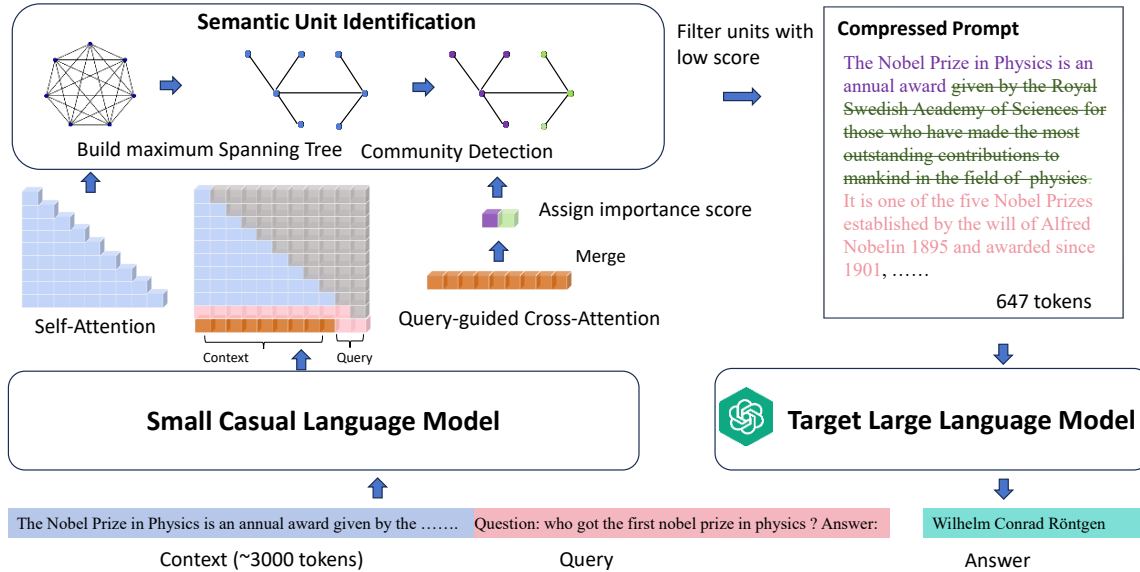 Semantic Unit Identification
Build maximum Spanning Tree
Community Detection
Filter units with
low score
Compressed Prompt
The Nobel Prize in Physics is an
annual award given by the Royal
Swedish Academy of Sciences for
those who have made the most
outstanding contributions to
mankind in the field of physics.
It is one of the five Nobel Prizes
established by the will of Alfred
Nobelin 1895 and awarded since
1901, ……
647 tokens
Self-Attention
Context
Query
Assign importance score
Merge
Query-guided Cross-Attention
Small Casual Language Model
Target Large Language Model
The Nobel Prize in Physics is an annual award given by the …….
Question: who got the first nobel prize in physics ? Answer:
Wilhelm Conrad Röntgen
Context (~3000 tokens)
Query
Answer